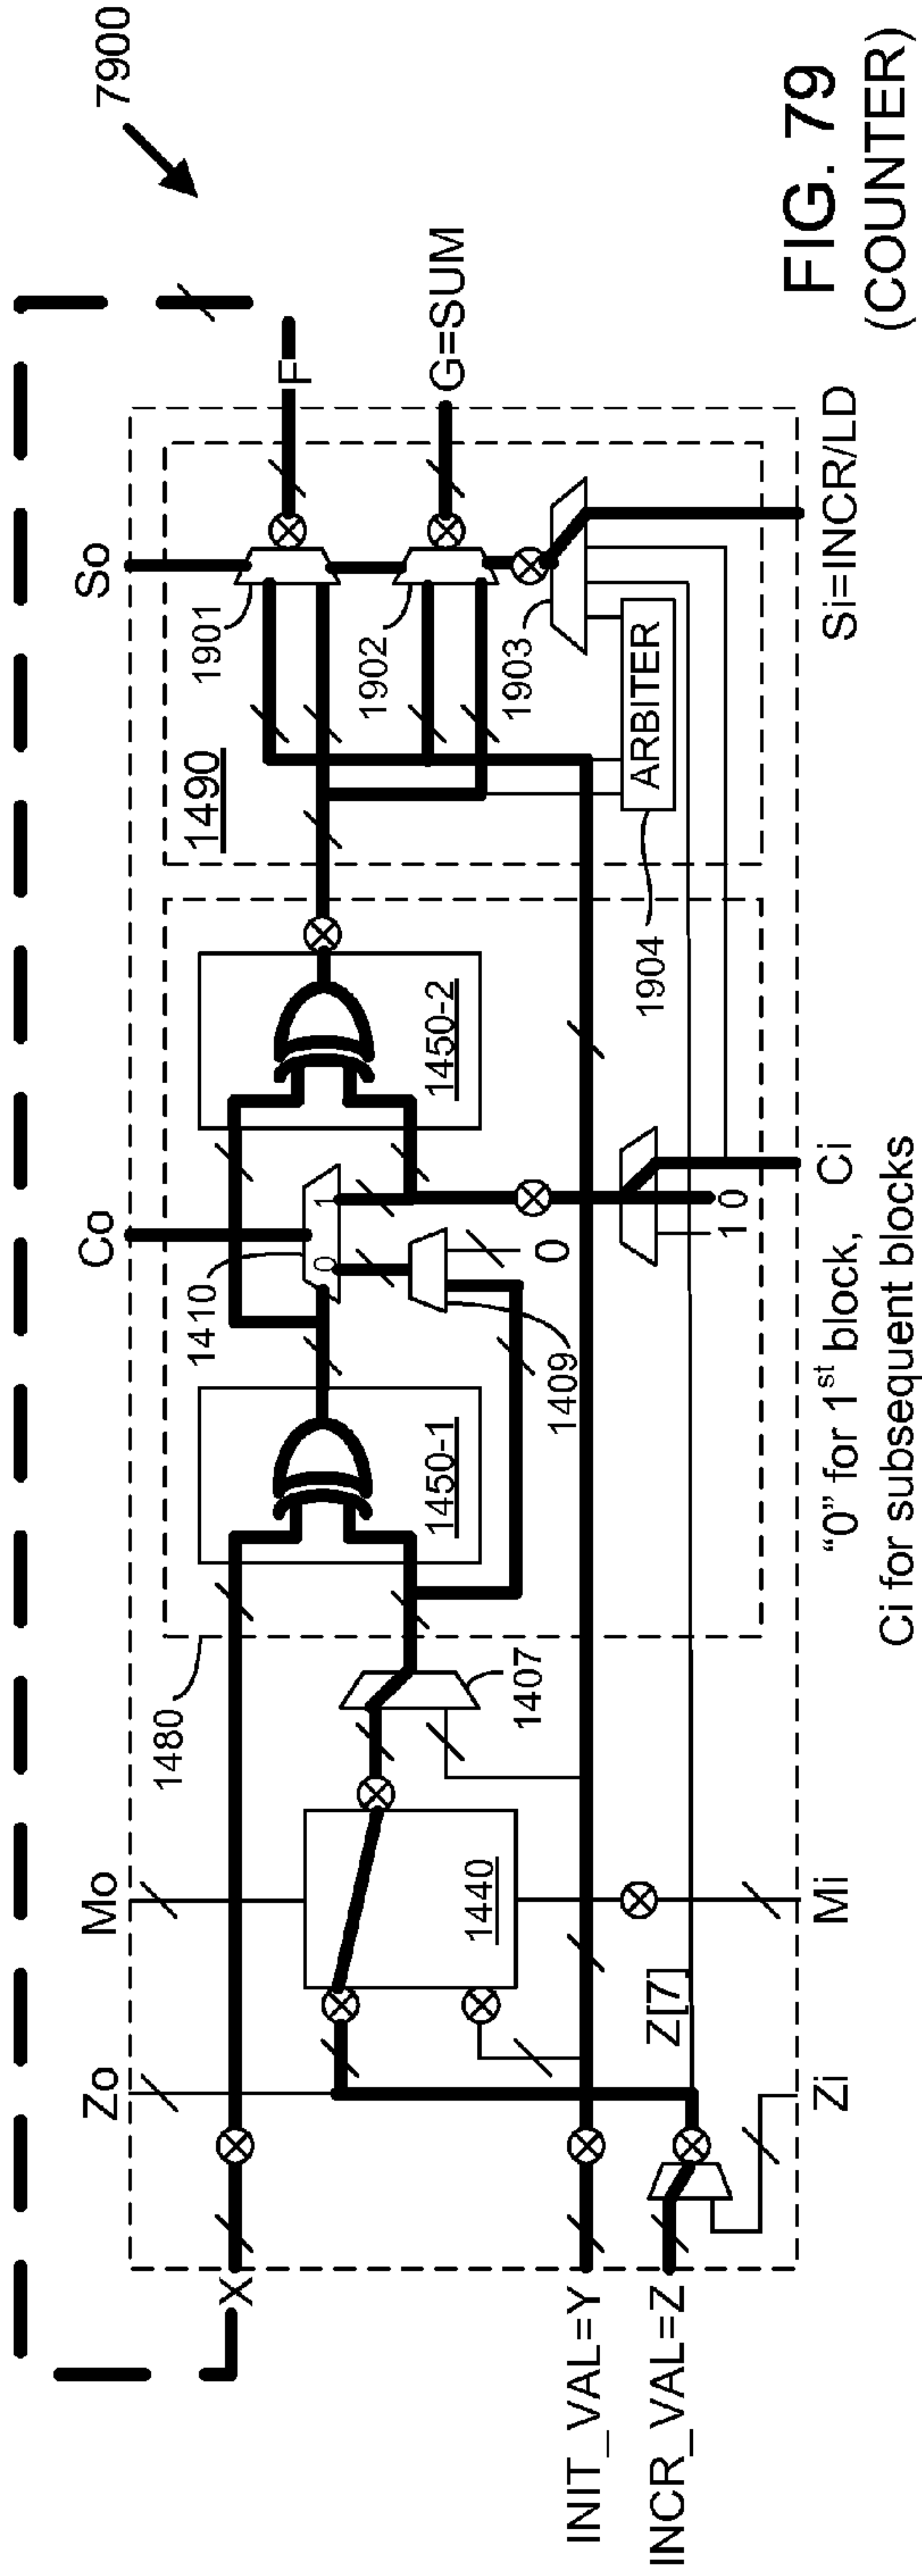 7900
So
Co
Mo
Zo
F
G=SUM
1901
1902
1903
1490
ARBITER
1904
1480
1410
1450-2
1450-1
0
1
1409
0
1407
1440
1 0
Z[7]
X
INIT_VAL=Y
INCR_VAL=Z
Zi
Mi
Ci
Si=INCR/LD
"0" for 1st block,
Ci for subsequent blocks
FIG. 79
(COUNTER)